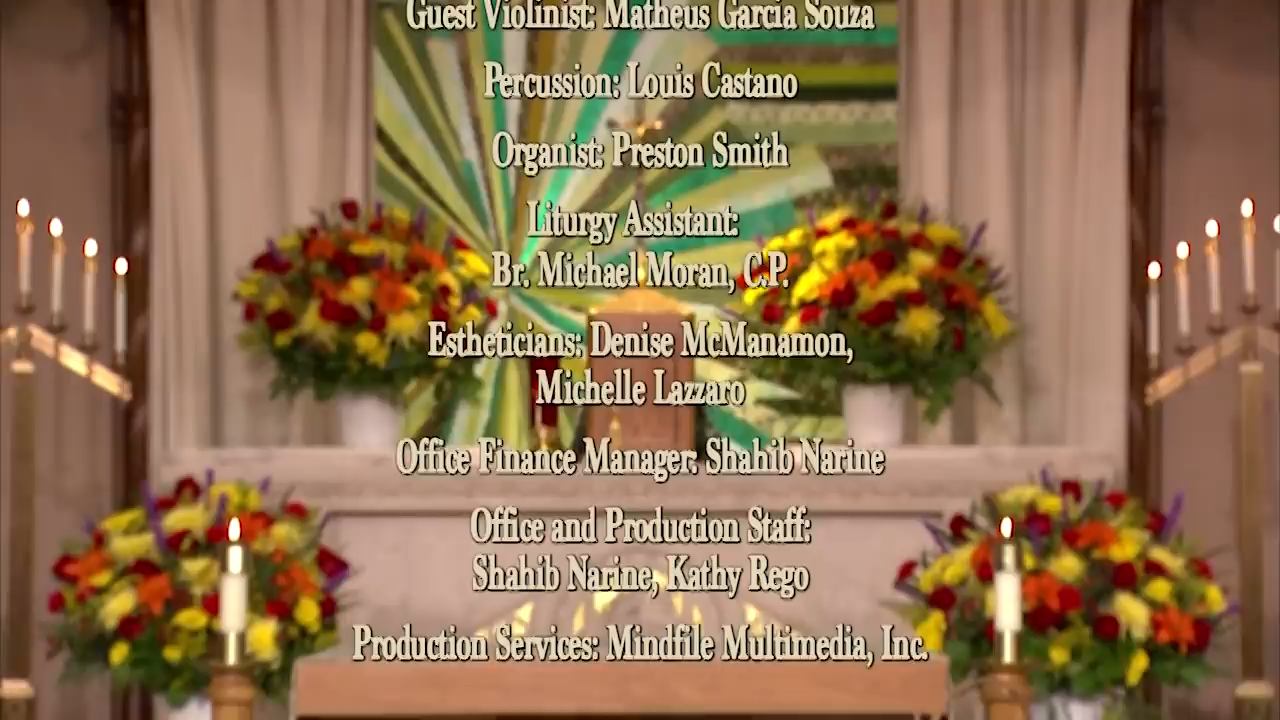 Guest Violinist: Matheus Garcia Souza
Percussion: Louis Castano
Organist: Preston Smith
Liturgy Assistant:
Br. Michael Moran, C.P.
Estheticians: Denise McManamon,
Michelle Lazzaro
Office Finance Manager: Shahib Narine
Office and Production Staff:
Shahib Narine, Kathy Rego
Production Services: Mindfile Multimedia, Inc.